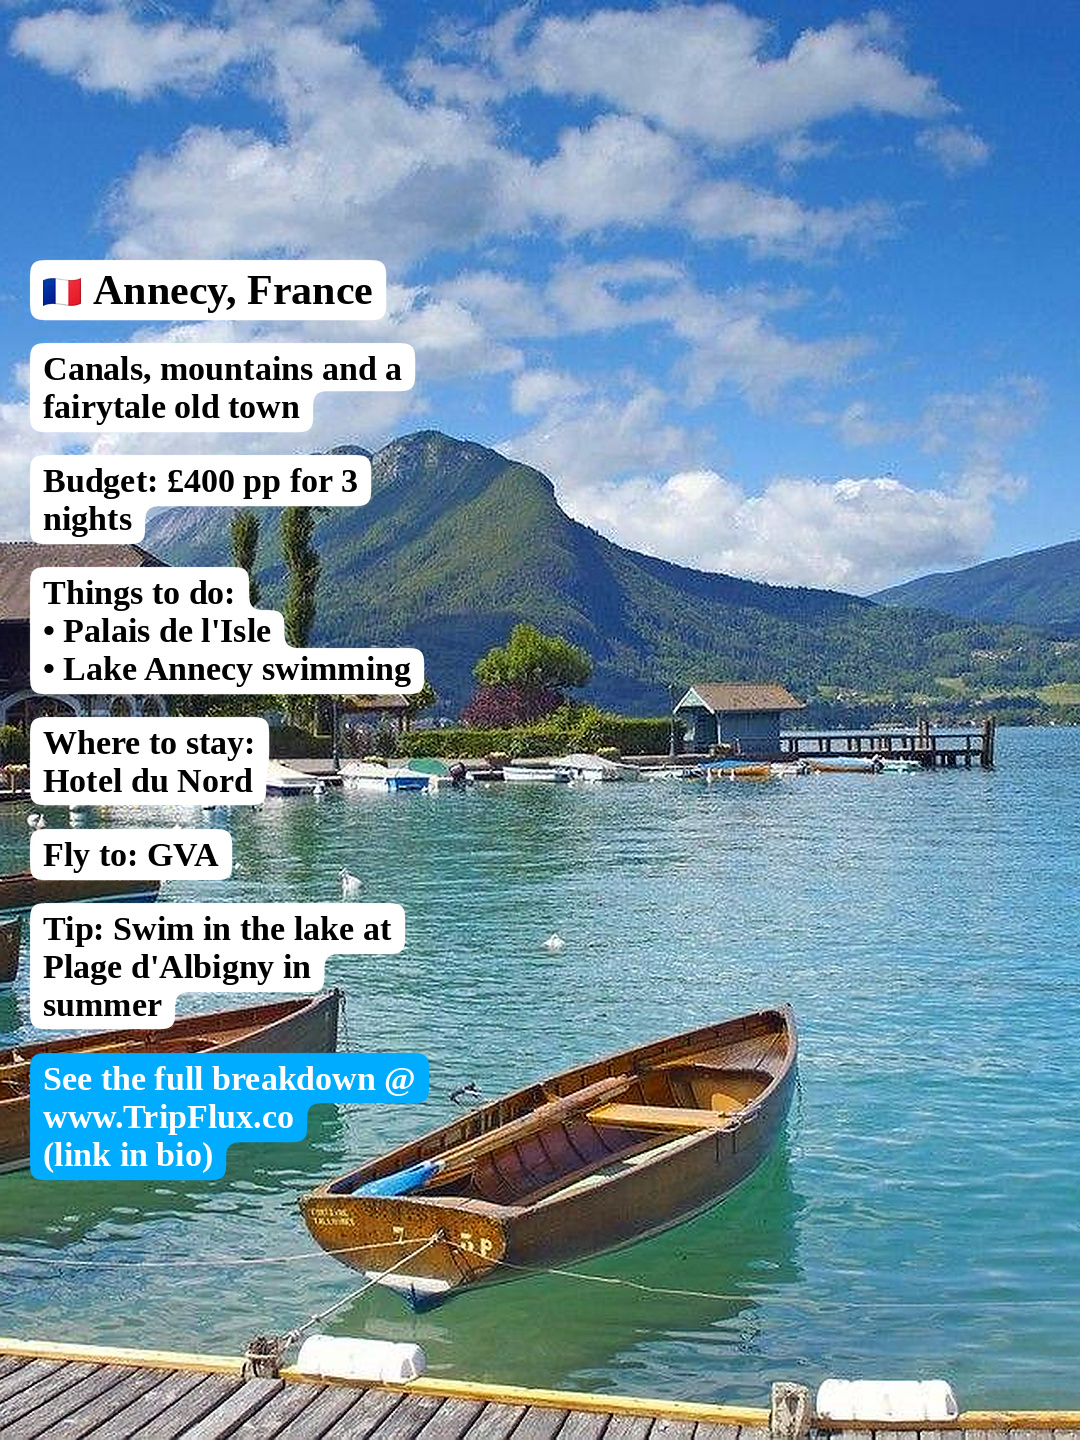 🇫🇷 Annecy, France
Canals, mountains and a
fairytale old town
Budget: £400 pp for 3
nights
Things to do:
• Palais de l'Isle
• Lake Annecy swimming
Where to stay:
Hotel du Nord
Fly to: GVA
Tip: Swim in the lake at
Plage d'Albigny in
summer
See the full breakdown @
www.TripFlux.co
(link in bio)